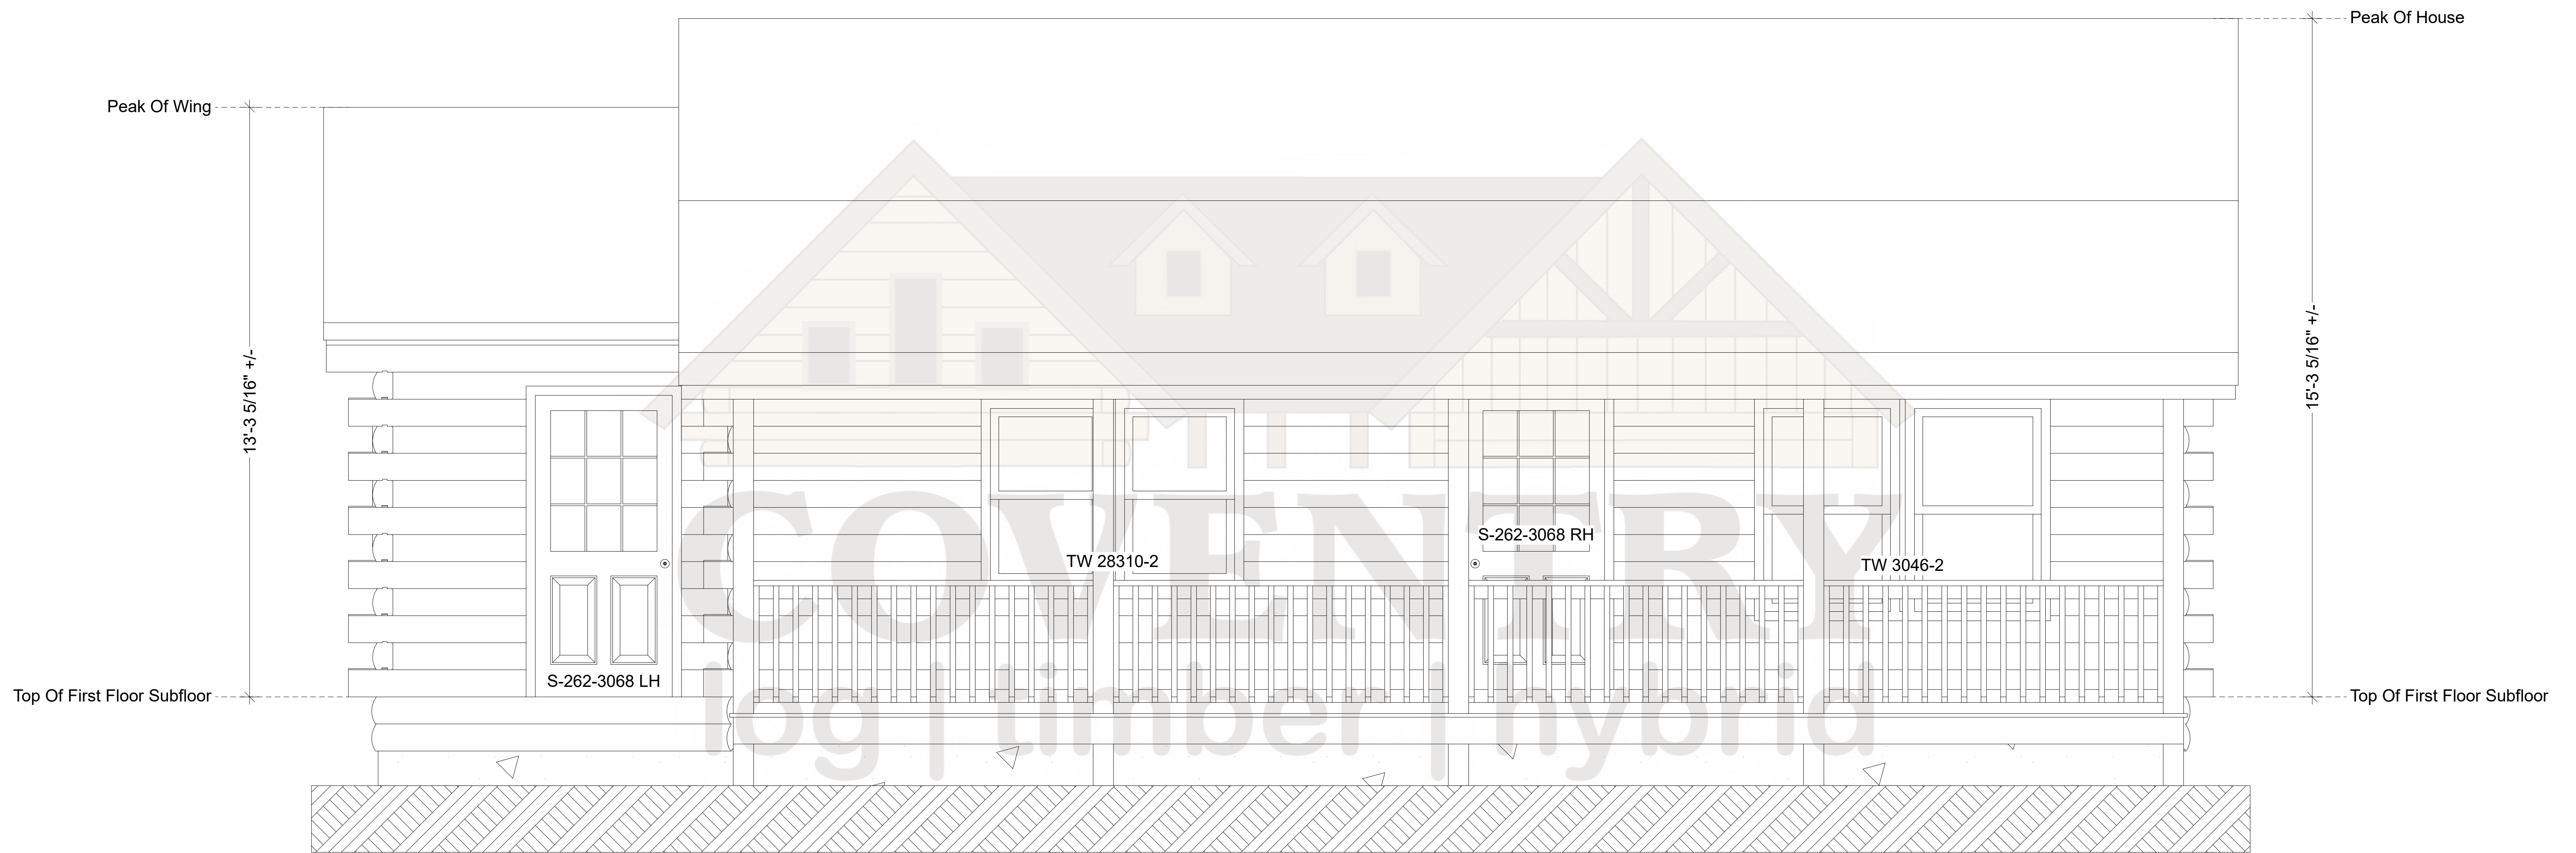 Peak Of House
Peak Of Wing
13'-3 5/16" +/-
15'-3 5/16" +/-
COVENTRY
S-262-3068 RH
TW 28310-2
TW 3046-2
S-262-3068 LH
log | timber | hybrid
Top Of First Floor Subfloor
Top Of First Floor Subfloor